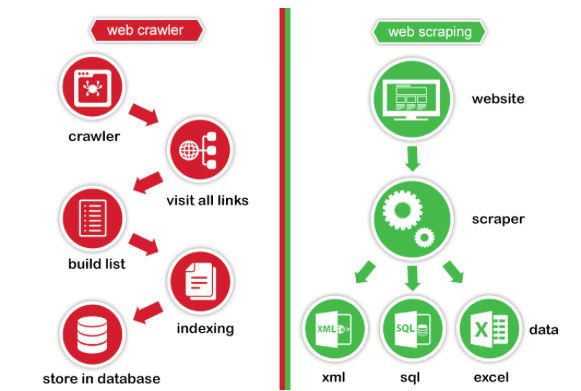 web crawler
crawler
visit all links
build list
indexing
store in database
web scraping
website
scraper
XML
SQL
X
data
xml
sql
excel